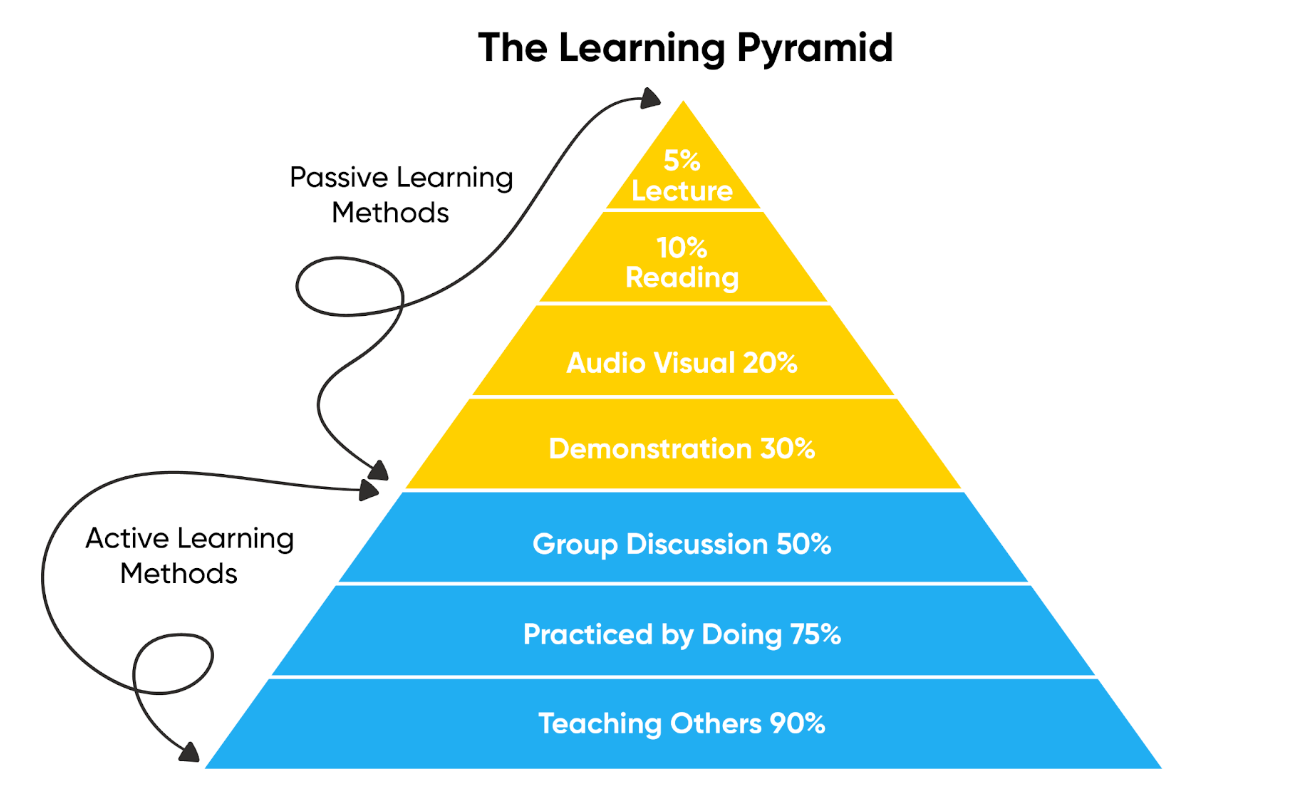 The Learning Pyramid
Passive Learning
Methods
5%
Lecture
10%
Reading
Audio Visual 20%
Demonstration 30%
Active Learning
Methods
Group Discussion 50%
Practiced by Doing 75%
Teaching Others 90%